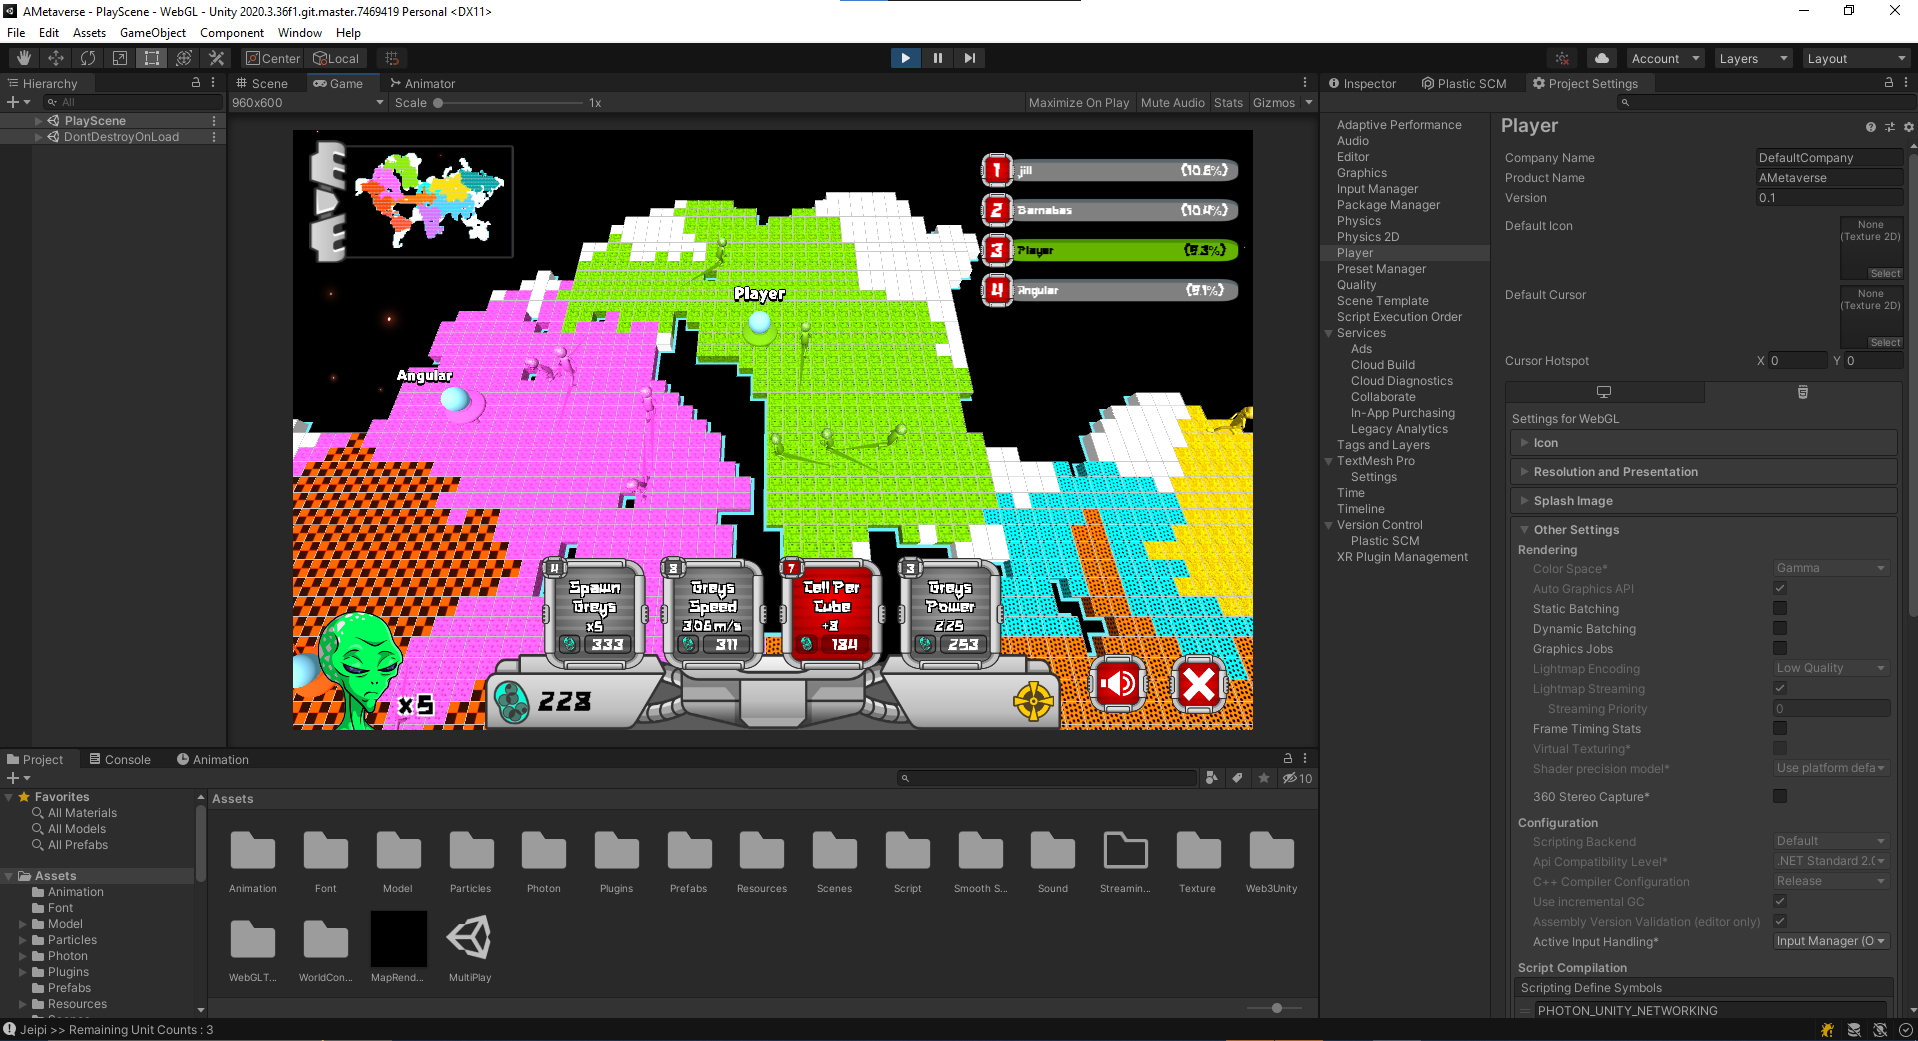 AMetaverse - PlayScene - WebGL - Unity 2020.3.36f1.git.master.7469419 Personal <DX11>
File Edit Assets GameObject Component Window Help
Center Local
Account Layers Layout
Hierarchy
All
PlayScene
DontDestroyOnLoad
Scene Game Animator
960x600 Scale 1x Maximize On Play Mute Audio Stats Gizmos
1 jill (10.6%)
2 Barnabas (10.4%)
3 Player (9.3%)
4 Angular (9.1%)
Player
Angular
4 Spawn Greys x5 333
8 Greys Speed 306m/s 311
7 Cell Per Cube +8 184
3 Greys Power 225 253
x5
228
Inspector Plastic SCM Project Settings
Adaptive Performance
Audio
Editor
Graphics
Input Manager
Package Manager
Physics
Physics 2D
Player
Preset Manager
Quality
Scene Template
Script Execution Order
Services
Ads
Cloud Build
Cloud Diagnostics
Collaborate
In-App Purchasing
Legacy Analytics
Tags and Layers
TextMesh Pro
Settings
Time
Timeline
Version Control
Plastic SCM
XR Plugin Management
Player
Company Name DefaultCompany
Product Name AMetaverse
Version 0.1
Default Icon None (Texture 2D) Select
Default Cursor None (Texture 2D) Select
Cursor Hotspot X 0 Y 0
Settings for WebGL
Icon
Resolution and Presentation
Splash Image
Other Settings
Rendering
Color Space* Gamma
Auto Graphics API
Static Batching
Dynamic Batching
Graphics Jobs
Lightmap Encoding Low Quality
Lightmap Streaming
Streaming Priority 0
Frame Timing Stats
Virtual Texturing*
Shader precision model* Use platform defa
360 Stereo Capture*
Configuration
Scripting Backend Default
Api Compatibility Level* .NET Standard 2.(
C++ Compiler Configuration Release
Use incremental GC
Assembly Version Validation (editor only)
Active Input Handling* Input Manager (O
Script Compilation
Scripting Define Symbols
PHOTON_UNITY_NETWORKING
Project Console Animation
10
Favorites
All Materials
All Models
All Prefabs
Assets
Animation
Font
Model
Particles
Photon
Plugins
Prefabs
Resources
Assets
Animation Font Model Particles Photon Plugins Prefabs Resources Scenes Script Smooth S... Sound Streamin... Texture Web3Unity
WebGLT... WorldCon... MapRend... MultiPlay
Jeipi >> Remaining Unit Counts : 3